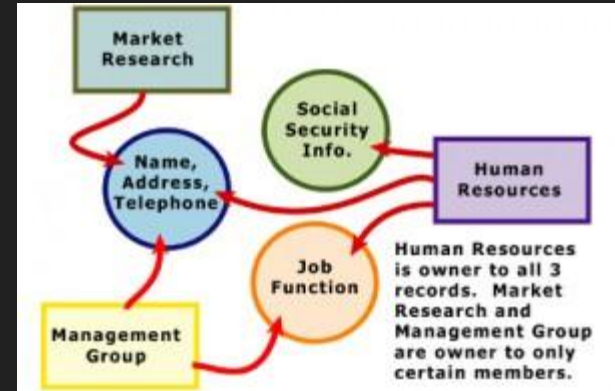 Market
Research
Social
Security
Info.
Name,
Address,
Telephone
Human
Resources
Job
Function
Management
Group
Human Resources
is owner to all 3
records.  Market
Research and
Management Group
are owner to only
certain members.